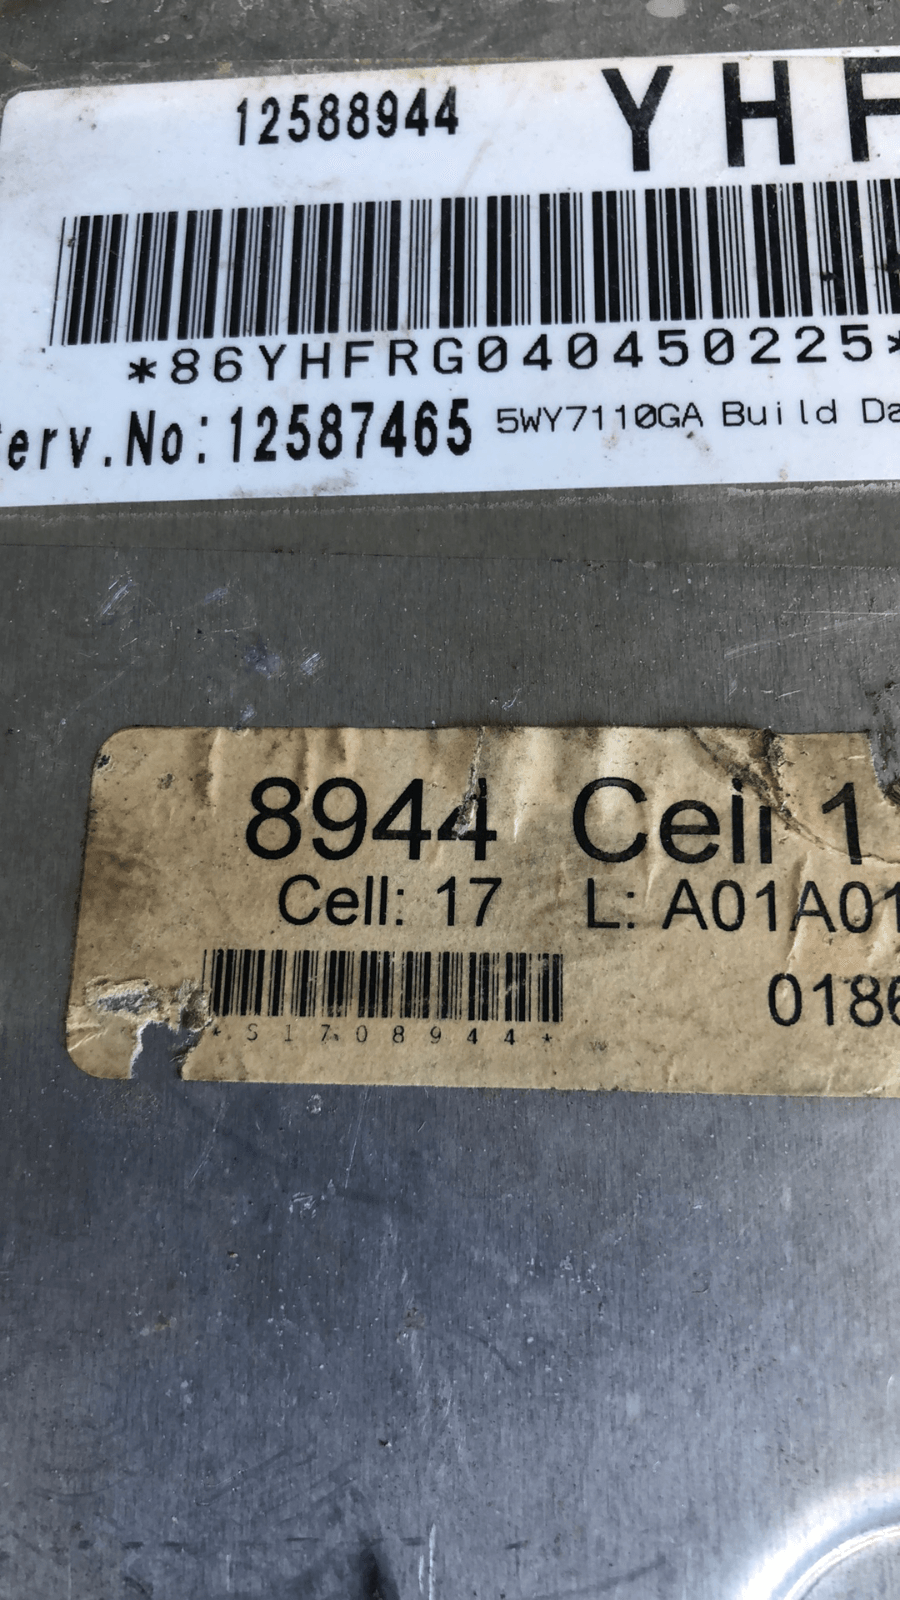 12588944 YHF
*86YHFRG040450225*
erv.No:12587465 5WY7110GA Build Da
8944 Cell 1
Cell: 17 L: A01A01
0186
*S1708944*